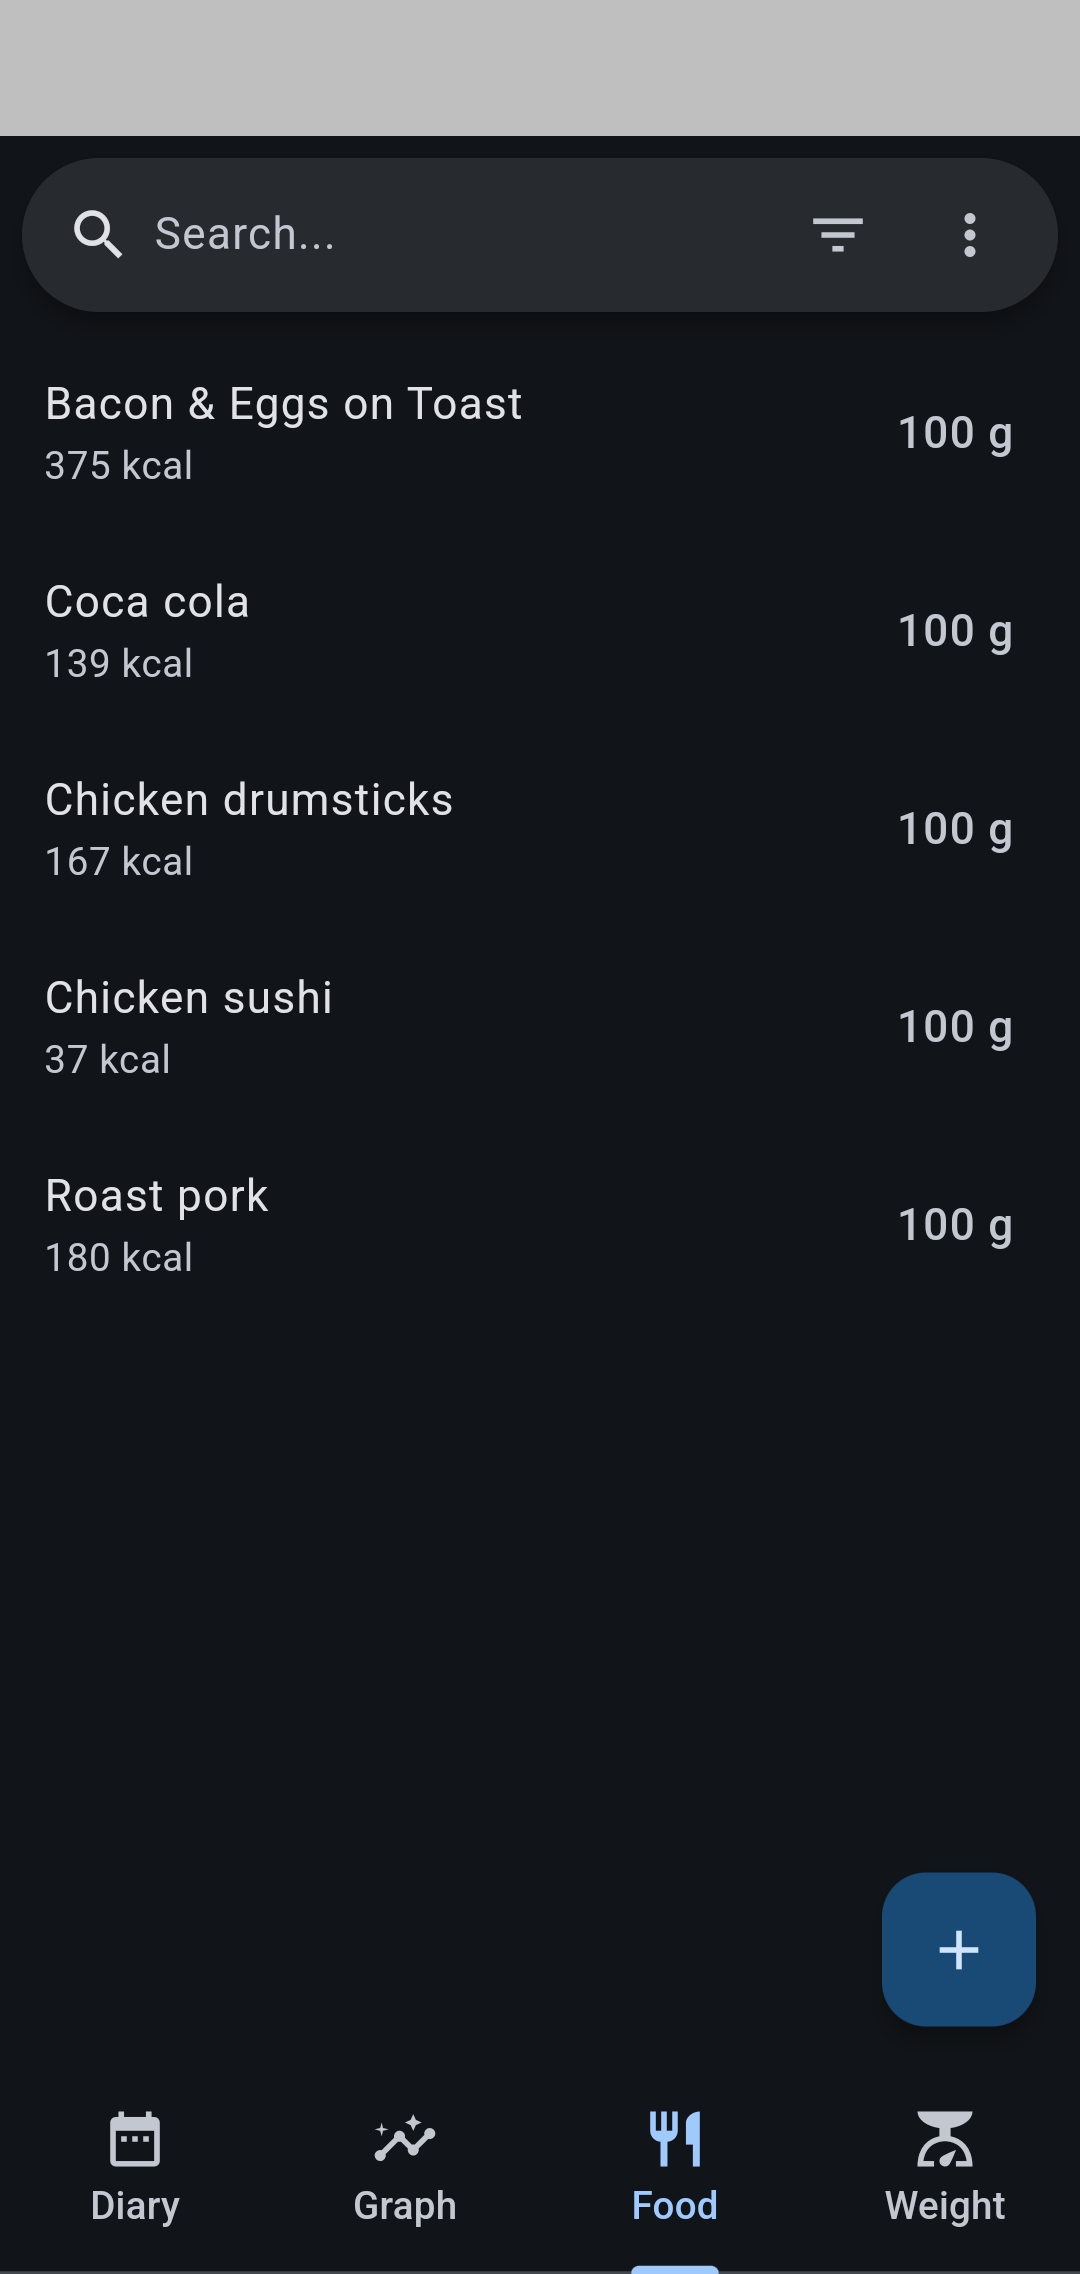 Search...
Bacon & Eggs on Toast
375 kcal
100 g
Coca cola
139 kcal
100 g
Chicken drumsticks
167 kcal
100 g
Chicken sushi
37 kcal
100 g
Roast pork
180 kcal
100 g
Diary
Graph
Food
Weight